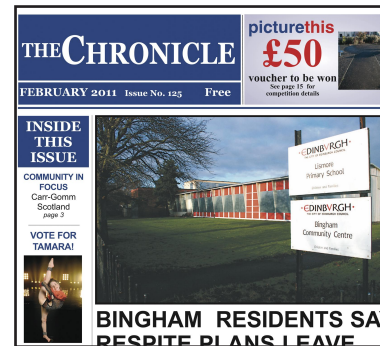 THE CHRONICLE
FEBRUARY 2011 Issue No. 125 Free
picturethis
£50
voucher to be won
See page 15 for
competition details
INSIDE
THIS
ISSUE
COMMUNITY IN
FOCUS
Carr-Gomm
Scotland
page 3
VOTE FOR
TAMARA!
EDINBVRGH
THE CITY OF EDINBURGH COUNCIL
Lismore
Primary School
EDINBVRGH
THE CITY OF EDINBURGH COUNCIL
Bingham
Community Centre
BINGHAM RESIDENTS SA
RESPITE PLANS LEAVE